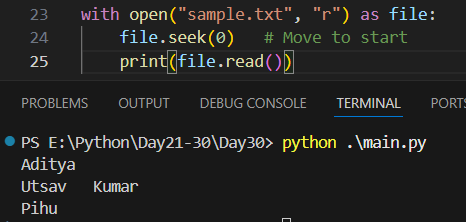 23 with open("sample.txt", "r") as file:
24 file.seek(0) # Move to start
25 print(file.read())
PROBLEMS OUTPUT DEBUG CONSOLE TERMINAL PORTS
PS E:\Python\Day21-30\Day30> python .\main.py
Aditya
Utsav Kumar
Pihu